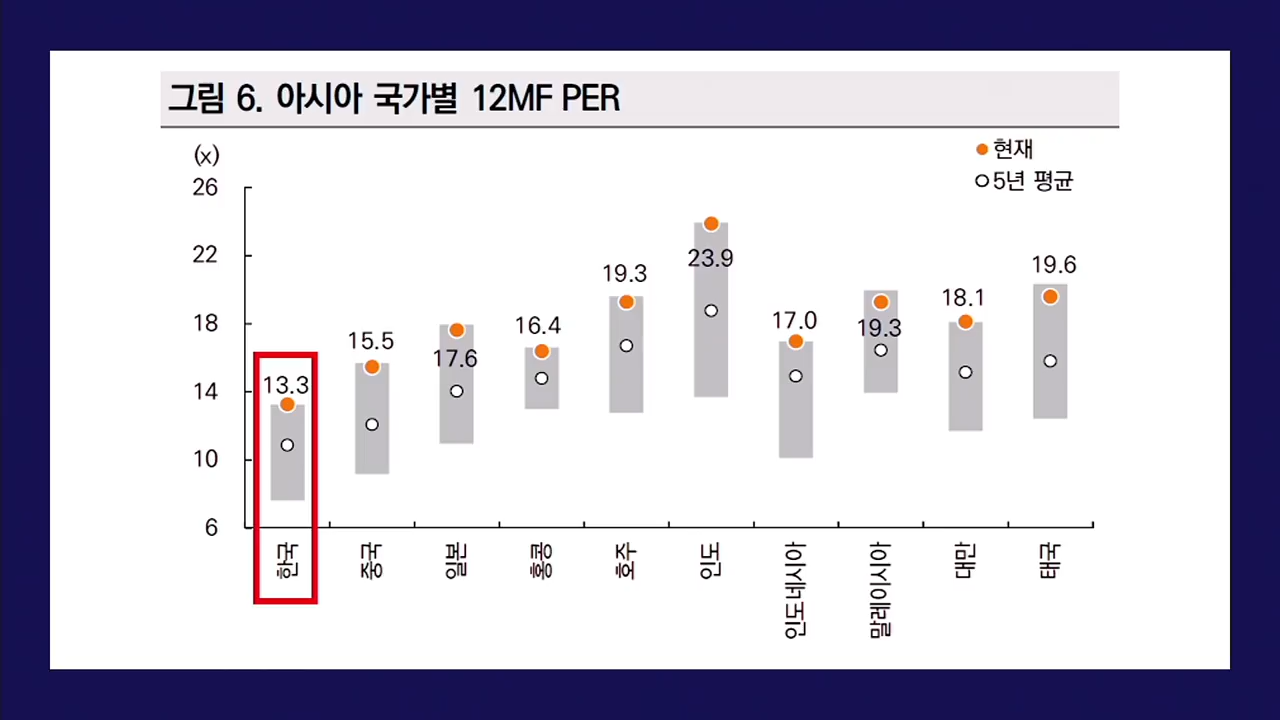 그림 6. 아시아 국가별 12MF PER
(x)
현재
5년 평균
26
22
18
14
10
6
13.3
15.5
17.6
16.4
19.3
23.9
17.0
19.3
18.1
19.6
한국
중국
일본
홍콩
호주
인도
인도네시아
말레이시아
대만
태국